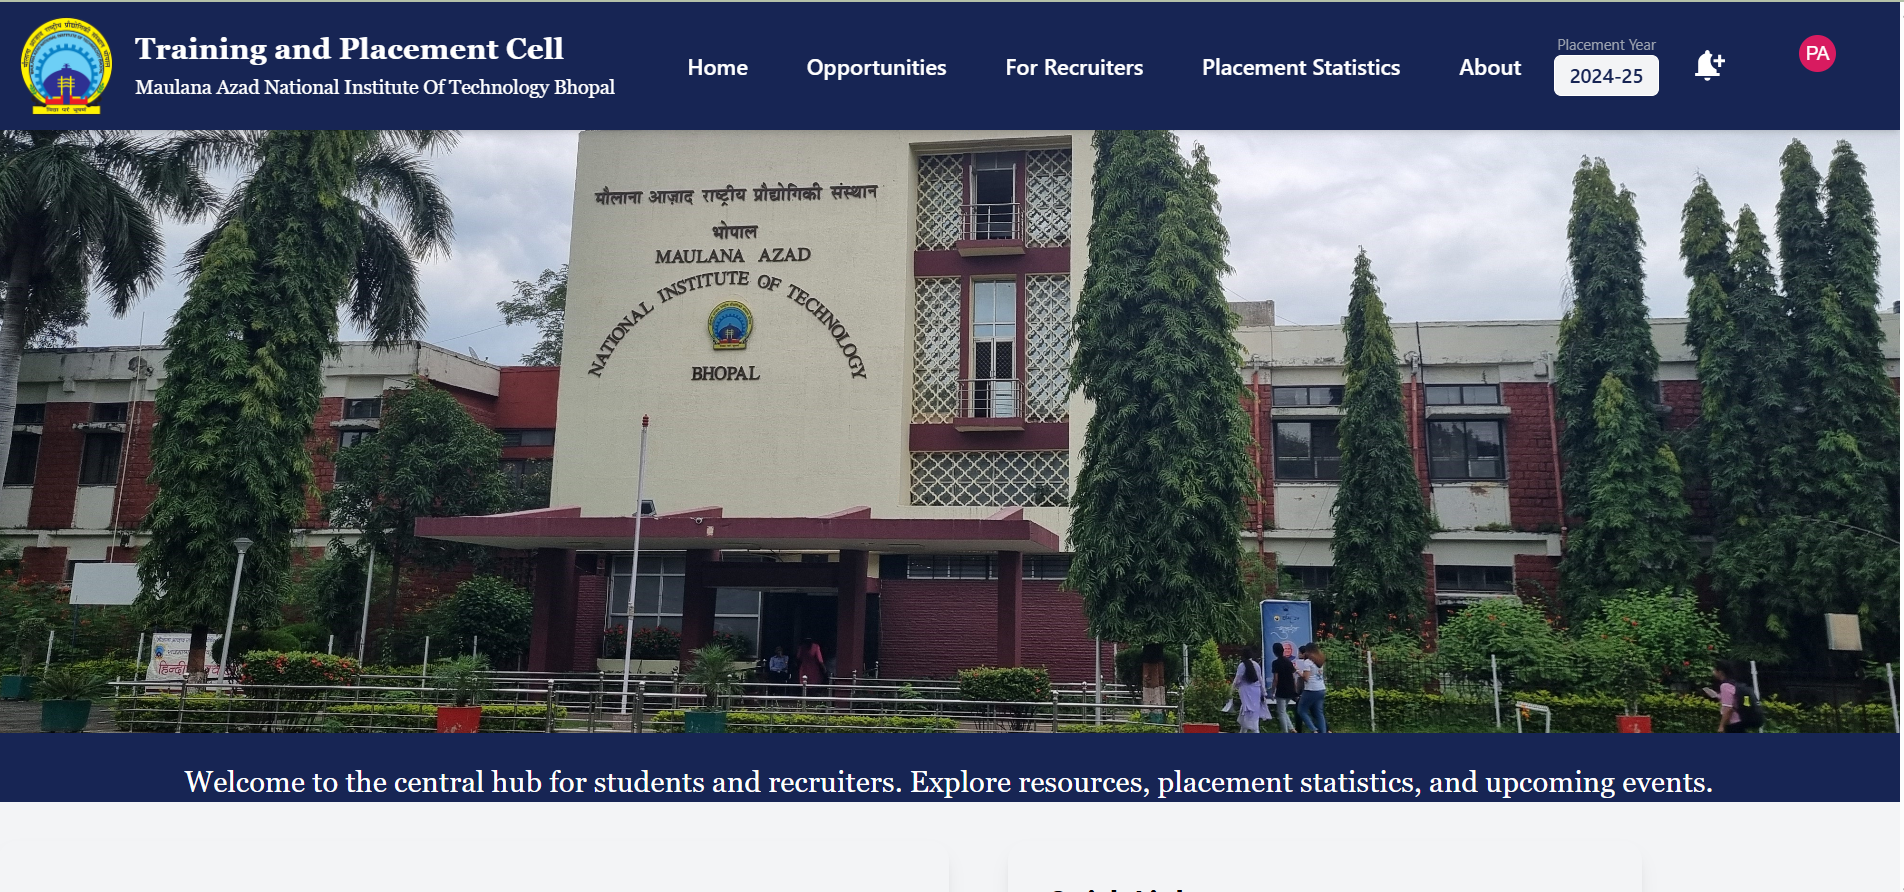 Training and Placement Cell
Maulana Azad National Institute Of Technology Bhopal
Home
Opportunities
For Recruiters
Placement Statistics
About
Placement Year
2024-25
PA
मौलाना आज़ाद राष्ट्रीय प्रौद्योगिकी संस्थान
भोपाल
MAULANA AZAD
NATIONAL INSTITUTE OF TECHNOLOGY
BHOPAL
Welcome to the central hub for students and recruiters. Explore resources, placement statistics, and upcoming events.